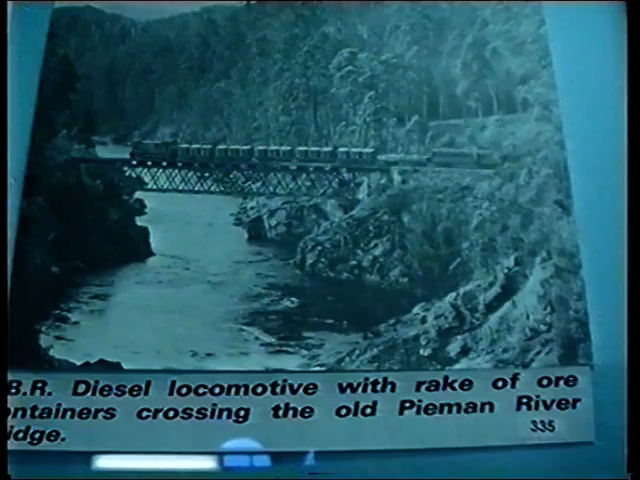 B.R. Diesel locomotive with rake of ore
ontainers crossing the old Pieman River
idge.
335